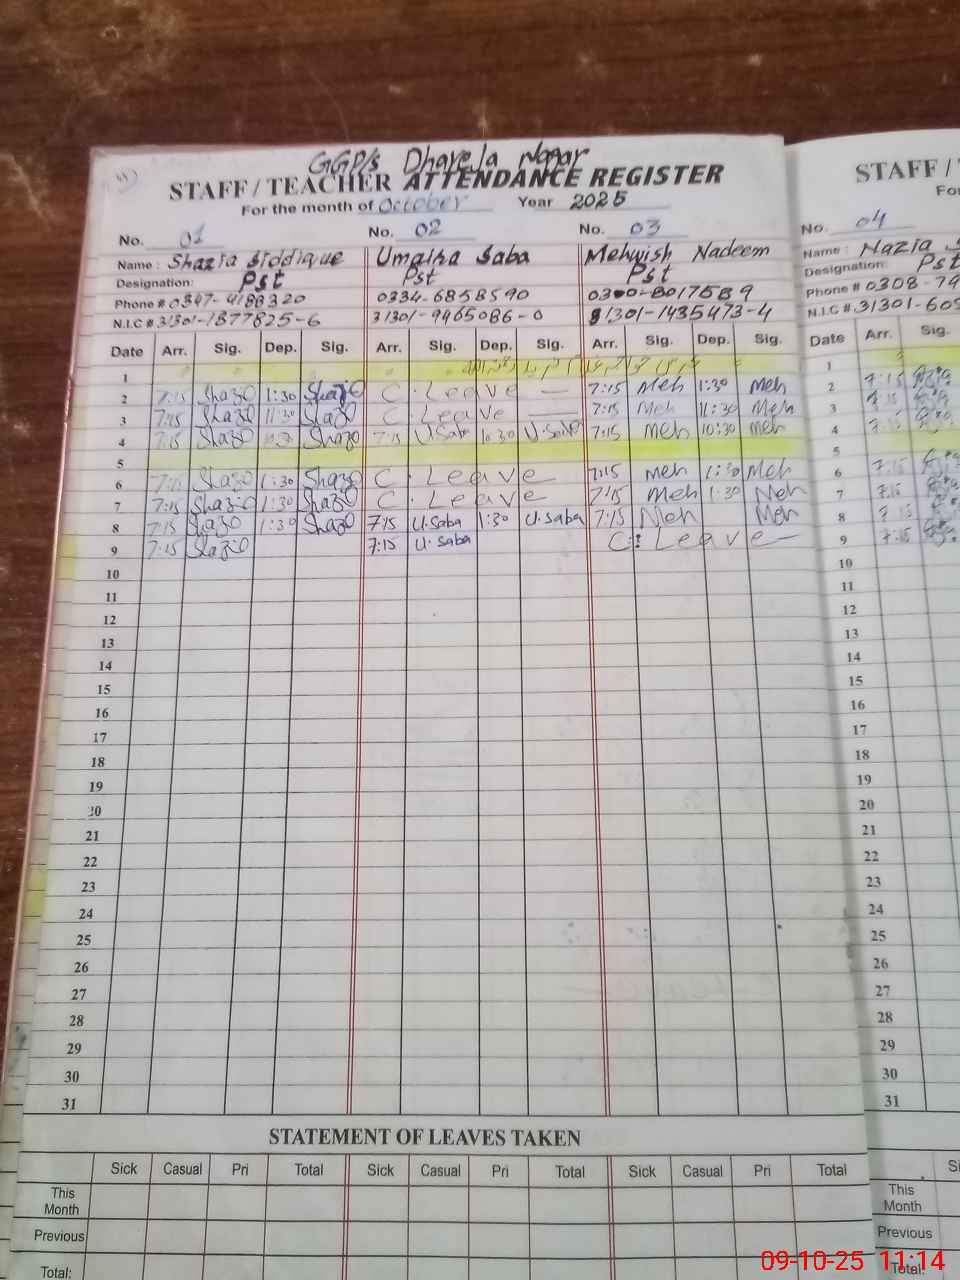 GGP/s Dhareja Nagar
STAFF / TEACHER ATTENDANCE REGISTER
For the month of October Year 2025
No. 01 No. 02 No. 03
Name : Shazia Siddique Umaiha Saba Mehwish Nadeem
Designation: Pst Pst Pst
Phone # 0347-4188320 0334-6858590 0300-8017589
N.I.C # 31301-1877825-6 31301-9465086-0 31301-1435473-4
Date Arr. Sig. Dep. Sig. Arr. Sig. Dep. Sig. Arr. Sig. Dep. Sig.
1
2 7:15 Shazo 1:30 Shazo C. Leave — 7:15 Meh 1:30 Meh
3 7:15 Shazo 11:30 Shazo C. Leave — 7:15 Meh 11:30 Meh
4 7:15 Shazo 10:30 Shazo 7:15 U.Saba 10:30 U.Saba 7:15 Meh 10:30 Meh
5
6 7:15 Shazo 1:30 Shazo C. Leave — 7:15 Meh 1:30 Meh
7 7:15 Shazo 1:30 Shazo C. Leave — 7:15 Meh 1:30 Meh
8 7:15 Shazo 1:30 Shazo 7:15 U.Saba 1:30 U.Saba 7:15 Meh Meh
9 7:15 Shazo 7:15 U.Saba C. Leave —
10
11
12
13
14
15
16
17
18
19
20
21
22
23
24
25
26
27
28
29
30
31
STATEMENT OF LEAVES TAKEN
Sick Casual Pri Total Sick Casual Pri Total Sick Casual Pri Total
This Month
Previous
Total:
STAFF /
No. 04
Name : Nazia
Designation: Pst
Phone # 0308-79
N.I.C # 31301-609
Date Arr. Sig.
1
2 7:15
3 7:15
4 7:15
5
6 7:15
7 7:15
8 7:15
9 7:15
10
11
12
13
14
15
16
17
18
19
20
21
22
23
24
25
26
27
28
29
30
31
This Month
Previous
Total:
09-10-25 11:14